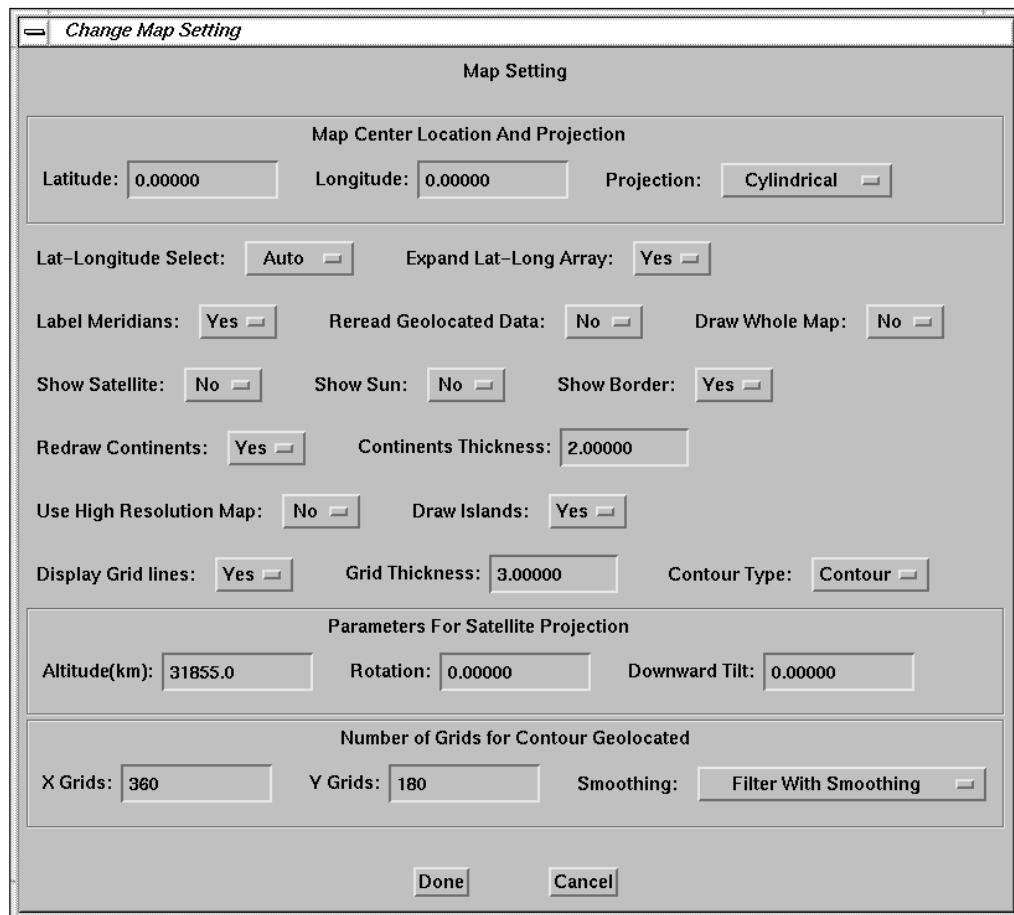 Change Map Setting
Map Setting
Map Center Location And Projection
Latitude: 0.00000 Longitude: 0.00000 Projection: Cylindrical
Lat-Longitude Select: Auto Expand Lat-Long Array: Yes
Label Meridians: Yes Reread Geolocated Data: No Draw Whole Map: No
Show Satellite: No Show Sun: No Show Border: Yes
Redraw Continents: Yes Continents Thickness: 2.00000
Use High Resolution Map: No Draw Islands: Yes
Display Grid lines: Yes Grid Thickness: 3.00000 Contour Type: Contour
Parameters For Satellite Projection
Altitude(km): 31855.0 Rotation: 0.00000 Downward Tilt: 0.00000
Number of Grids for Contour Geolocated
X Grids: 360 Y Grids: 180 Smoothing: Filter With Smoothing
Done Cancel